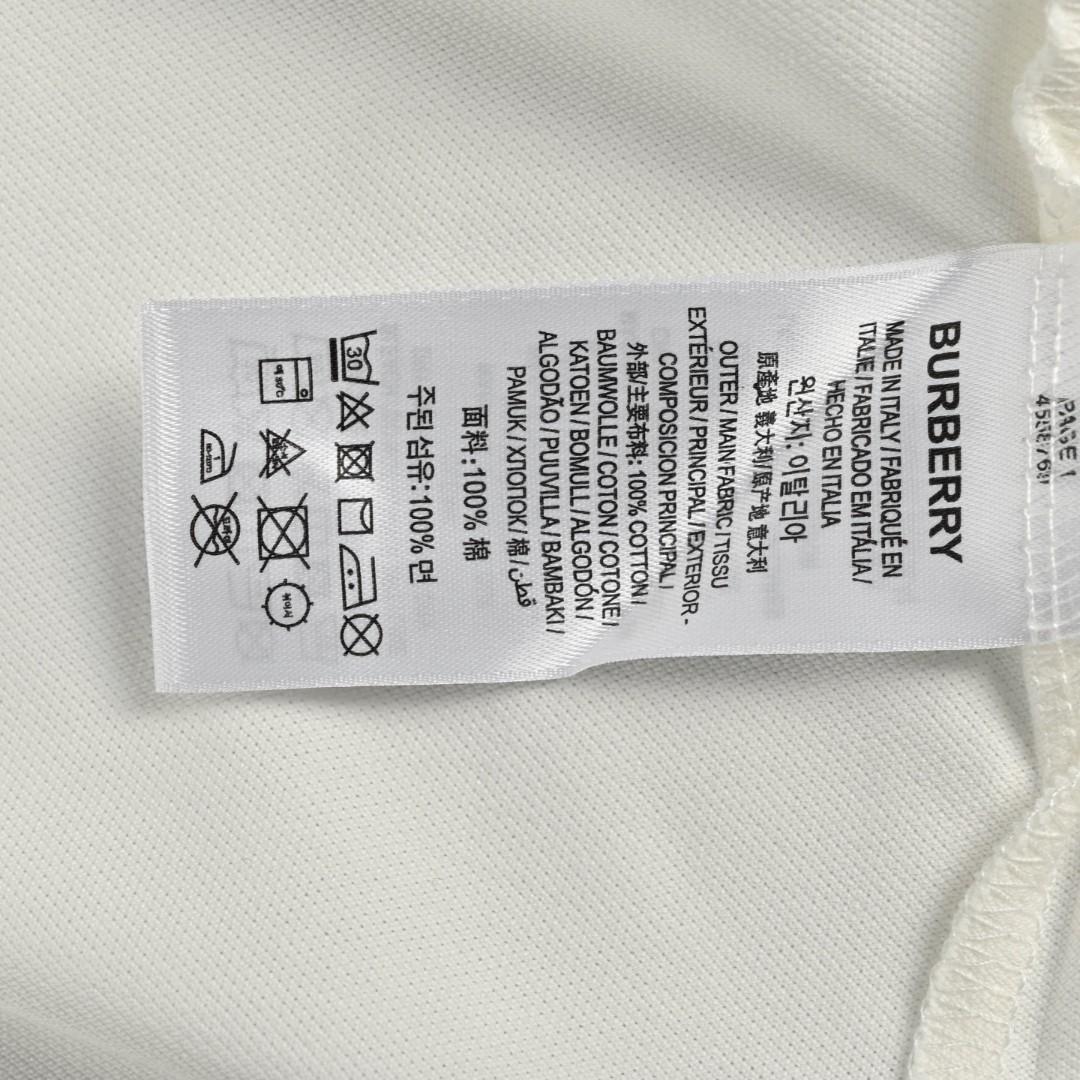 PAGE 1
BURBERRY
MADE IN ITALY / FABRIQUÉ EN
ITALIE / FABRICADO EM ITÁLIA /
HECHO EN ITALIA
원산지: 이탈리아
原產地 義大利/原产地 意大利
OUTER / MAIN FABRIC / TISSU
EXTÉRIEUR / PRINCIPAL / EXTERIOR -
COMPOSICION PRINCIPAL /
外部/主要布料: 100% COTTON /
BAUMWOLLE / COTON / COTONE /
KATOEN / BOMULL / ALGODÓN /
ALGODÃO / PUUVILLA / BAMBAKI /
PAMUK / ХЛОПОК / 棉 / قطن
面料:100% 棉
주된 섬유:100% 면
30